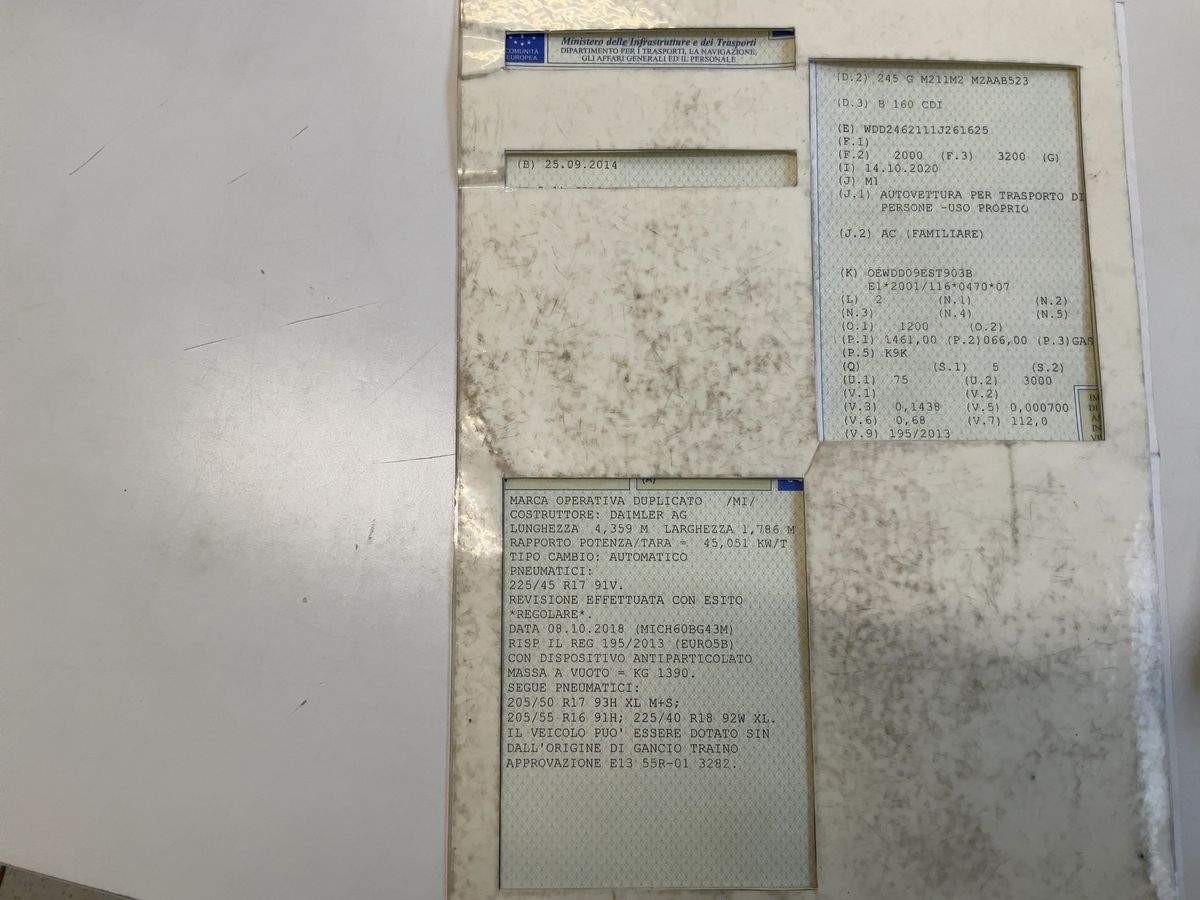 COMUNITÀ
EUROPEA
Ministero delle Infrastrutture e dei Trasporti
DIPARTIMENTO PER I TRASPORTI, LA NAVIGAZIONE,
GLI AFFARI GENERALI ED IL PERSONALE
(B) 25.09.2014
(D.2) 245 G M211M2 MZAAB523
(D.3) B 160 CDI
(E) WDD2462111J261625
(F.1)
(F.2) 2000 (F.3) 3200 (G)
(I) 14.10.2020
(J) M1
(J.1) AUTOVETTURA PER TRASPORTO DI
PERSONE -USO PROPRIO
(J.2) AC (FAMILIARE)
(K) OEWDD09EST903B
E1*2001/116*0470*07
(L) 2 (N.1) (N.2)
(N.3) (N.4) (N.5)
(O.1) 1200 (O.2)
(P.1) 1461,00 (P.2)066,00 (P.3)GAS
(P.5) K9K
(Q) (S.1) 5 (S.2)
(U.1) 75 (U.2) 3000
(V.1) (V.2)
(V.3) 0,1438 (V.5) 0,000700
(V.6) 0,68 (V.7) 112,0
(V.9) 195/2013
(A)
MARCA OPERATIVA DUPLICATO /MI/
COSTRUTTORE: DAIMLER AG
LUNGHEZZA 4,359 M LARGHEZZA 1,786 M
RAPPORTO POTENZA/TARA = 45,051 KW/T
TIPO CAMBIO: AUTOMATICO
PNEUMATICI:
225/45 R17 91V.
REVISIONE EFFETTUATA CON ESITO
*REGOLARE*.
DATA 08.10.2018 (MICH60BG43M)
RISP IL REG 195/2013 (EURO5B)
CON DISPOSITIVO ANTIPARTICOLATO
MASSA A VUOTO = KG 1390.
SEGUE PNEUMATICI:
205/50 R17 93H XL M+S;
205/55 R16 91H; 225/40 R18 92W XL.
IL VEICOLO PUO' ESSERE DOTATO SIN
DALL'ORIGINE DI GANCIO TRAINO
APPROVAZIONE E13 55R-01 3282.